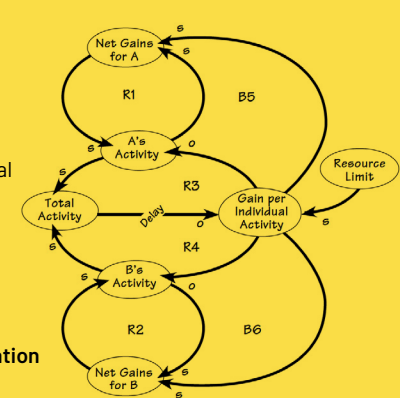 s
Net Gains
for A
s
R1
B5
s
A's
Activity
o
s
al
R3
Resource
Limit
Total
Activity
Delay
o
Gain per
Individual
Activity
s
R4
s
s
B's
Activity
o
R2
B6
ation
s
Net Gains
for B
s